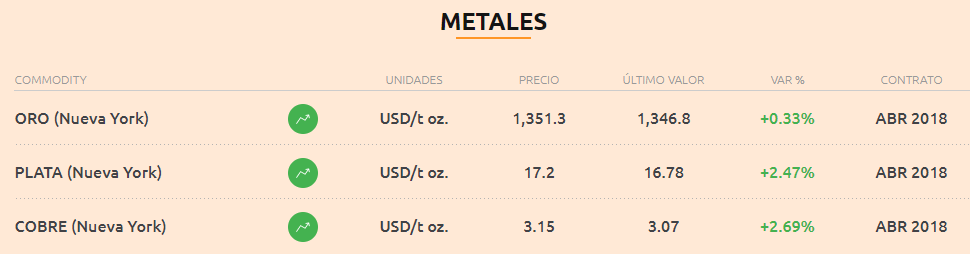 METALES
COMMODITY UNIDADES PRECIO ÚLTIMO VALOR VAR % CONTRATO
ORO (Nueva York) USD/t oz. 1,351.3 1,346.8 +0.33% ABR 2018
PLATA (Nueva York) USD/t oz. 17.2 16.78 +2.47% ABR 2018
COBRE (Nueva York) USD/t oz. 3.15 3.07 +2.69% ABR 2018